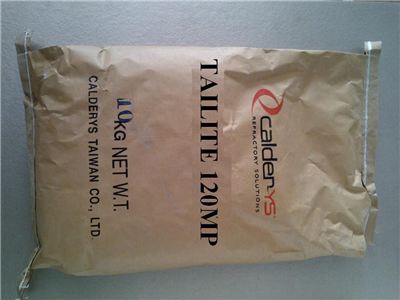 calderys
REFRACTORY SOLUTIONS
TAILITE 120MP
10KG NET W.T.
CALDERYS TAIWAN CO., LTD.